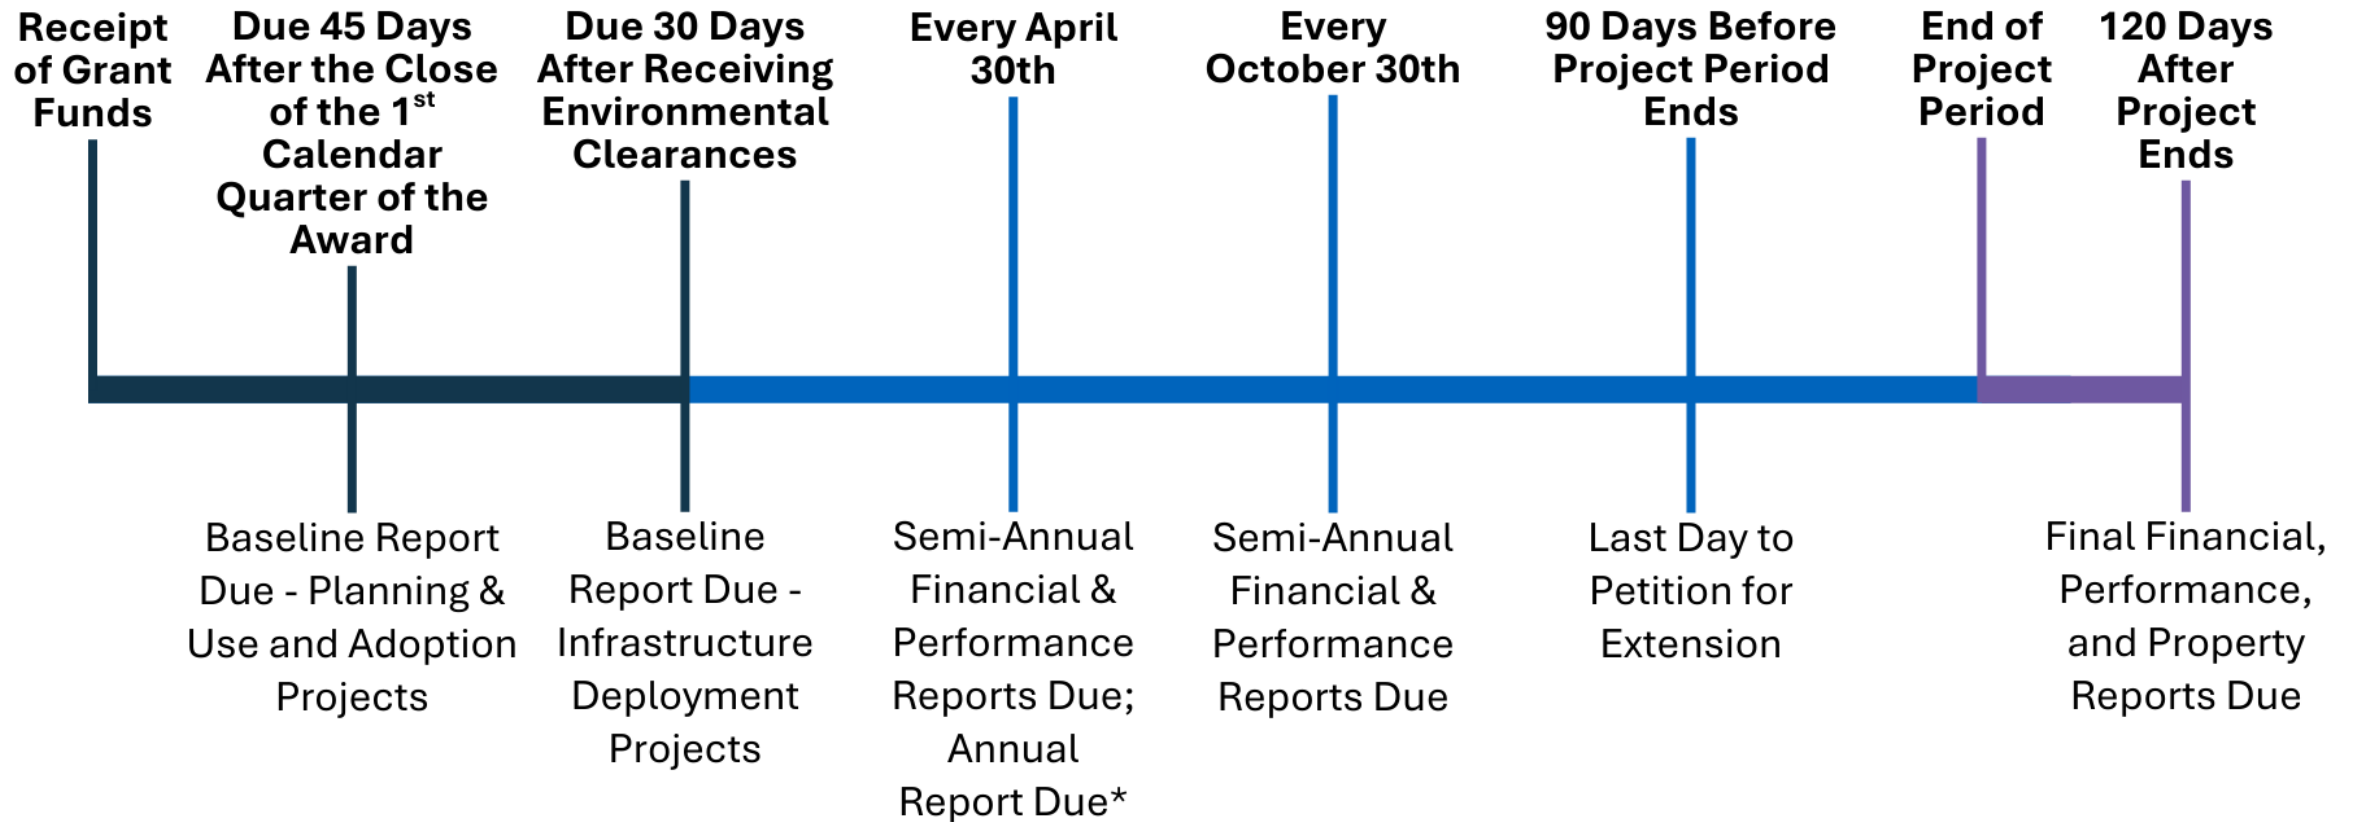 Receipt
of Grant
Funds
Due 45 Days
After the Close
of the 1st
Calendar
Quarter of the
Award
Due 30 Days
After Receiving
Environmental
Clearances
Every April
30th
Every
October 30th
90 Days Before
Project Period
Ends
End of
Project
Period
120 Days
After
Project
Ends
Baseline Report
Due - Planning &
Use and Adoption
Projects
Baseline
Report Due -
Infrastructure
Deployment
Projects
Semi-Annual
Financial &
Performance
Reports Due;
Annual
Report Due*
Semi-Annual
Financial &
Performance
Reports Due
Last Day to
Petition for
Extension
Final Financial,
Performance,
and Property
Reports Due